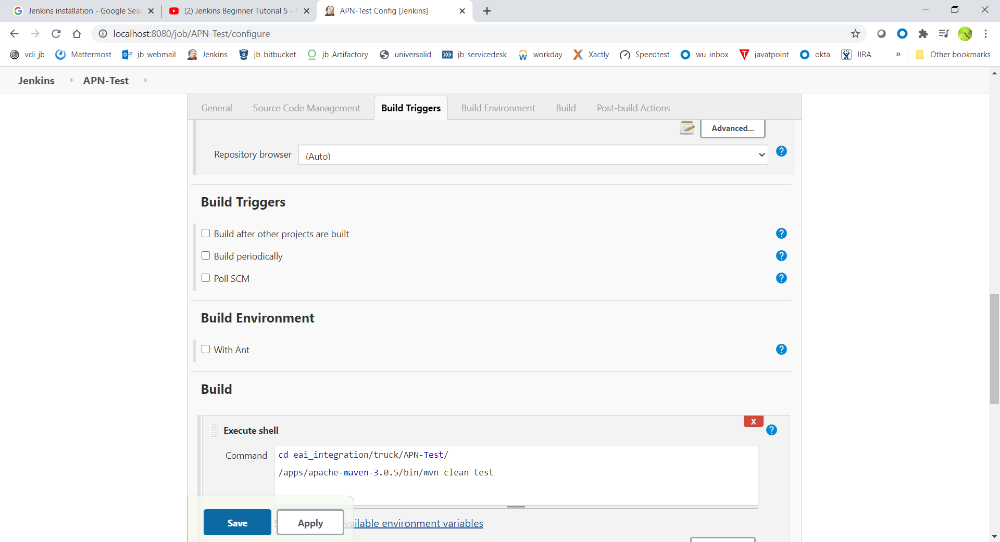 Jenkins installation - Google Sear
(2) Jenkins Beginner Tutorial 5 -
APN-Test Config [Jenkins]
localhost:8080/job/APN-Test/configure
vdi_jb
Mattermost
jb_webmail
Jenkins
jb_bitbucket
jb_Artifactory
universalid
jb_servicedesk
workday
Xactly
Speedtest
wu_inbox
javatpoint
okta
JIRA
»
Other bookmarks
Jenkins
APN-Test
General
Source Code Management
Build Triggers
Build Environment
Build
Post-build Actions
Advanced...
Repository browser
(Auto)
Build Triggers
Build after other projects are built
Build periodically
Poll SCM
Build Environment
With Ant
Build
X
Execute shell
Command
cd eai_integration/truck/APN-Test/
/apps/apache-maven-3.0.5/bin/mvn clean test
Save
Apply
vailable environment variables